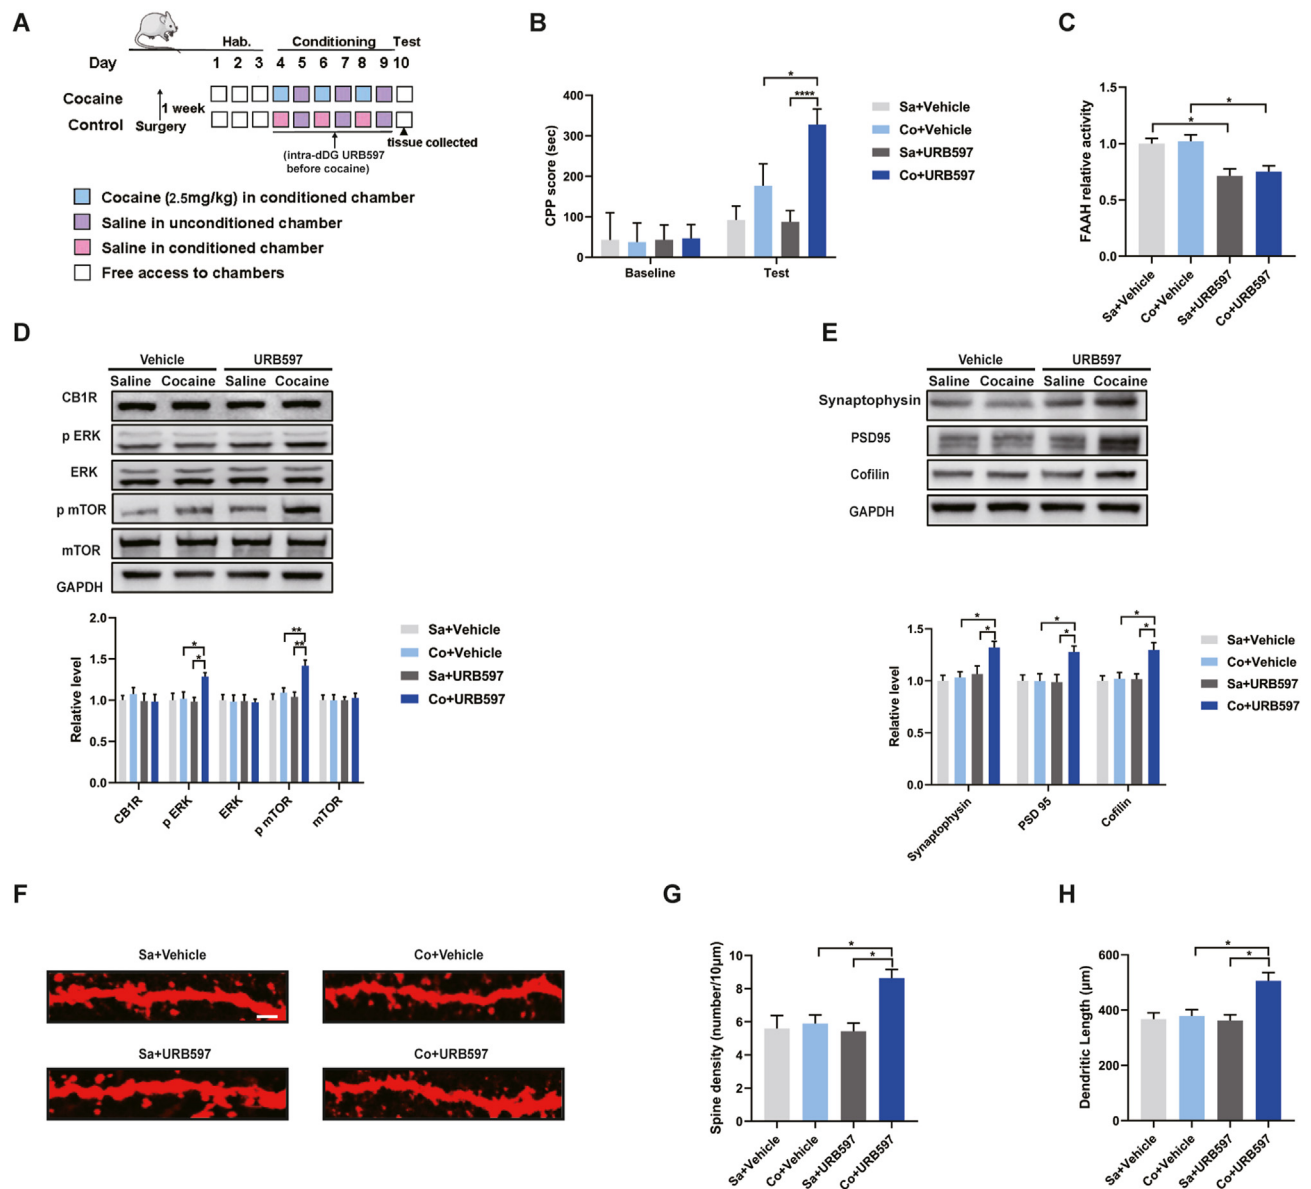 A
Hab. Conditioning Test
Day 1 2 3 4 5 6 7 8 9 10
Cocaine
1 week
Control
Surgery
tissue collected
(intra-dDG URB597
before cocaine)
Cocaine (2.5mg/kg) in conditioned chamber
Saline in unconditioned chamber
Saline in conditioned chamber
Free access to chambers
B
CPP score (sec)
400
300
200
100
0
*
****
Baseline Test
Sa+Vehicle
Co+Vehicle
Sa+URB597
Co+URB597
C
FAAH relative activity
1.5
1.0
0.5
0.0
*
*
Sa+Vehicle
Co+Vehicle
Sa+URB597
Co+URB597
D
Vehicle URB597
Saline Cocaine Saline Cocaine
CB1R
p ERK
ERK
p mTOR
mTOR
GAPDH
Relative level
2.0
1.5
1.0
0.5
0.0
*
*
**
**
CB1R
p ERK
ERK
p mTOR
mTOR
Sa+Vehicle
Co+Vehicle
Sa+URB597
Co+URB597
E
Vehicle URB597
Saline Cocaine Saline Cocaine
Synaptophysin
PSD95
Cofilin
GAPDH
Relative level
1.5
1.0
0.5
0.0
*
*
*
*
*
*
Synaptophysin
PSD 95
Cofilin
Sa+Vehicle
Co+Vehicle
Sa+URB597
Co+URB597
F
Sa+Vehicle Co+Vehicle
Sa+URB597 Co+URB597
G
Spine density (number/10μm)
10
8
6
4
2
0
*
*
Sa+Vehicle
Co+Vehicle
Sa+URB597
Co+URB597
H
Dendritic Length (μm)
600
400
200
0
*
*
Sa+Vehicle
Co+Vehicle
Sa+URB597
Co+URB597